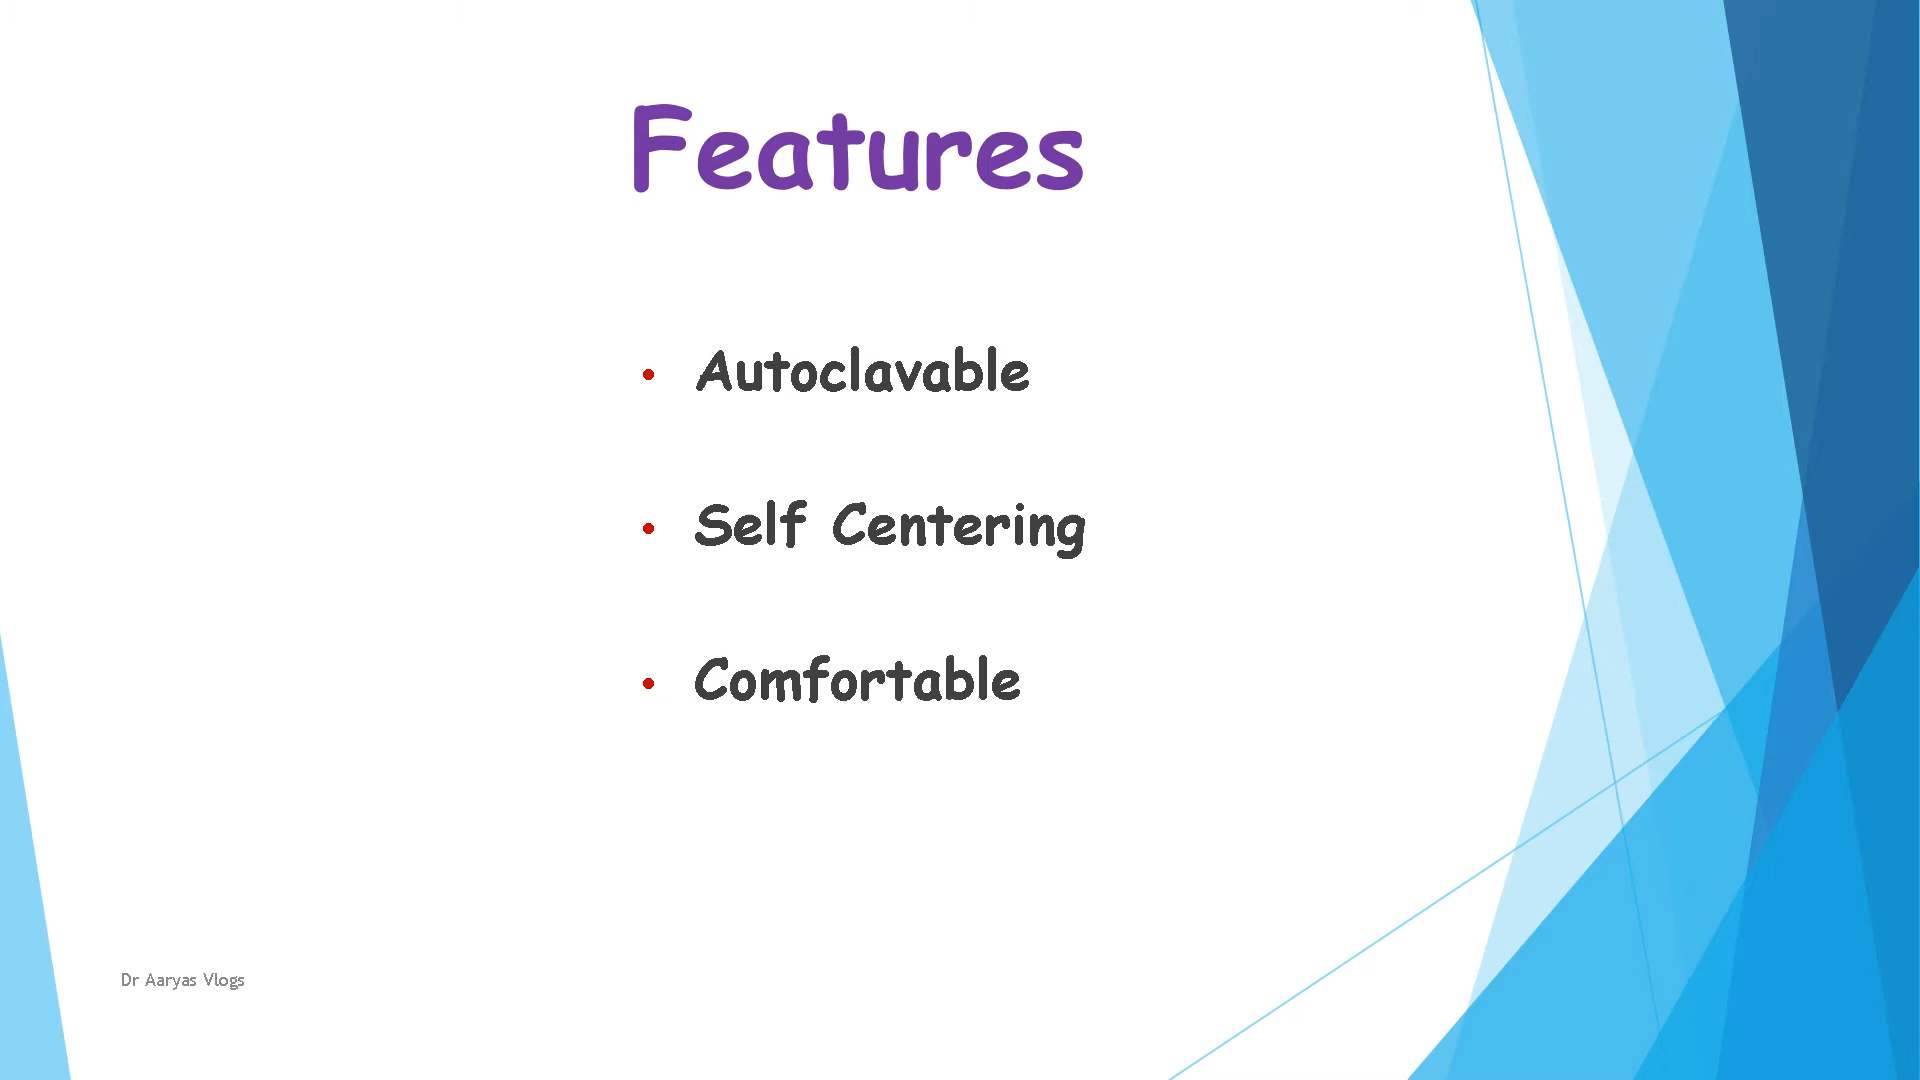 Features
• Autoclavable
• Self Centering
• Comfortable
Dr Aaryas Vlogs